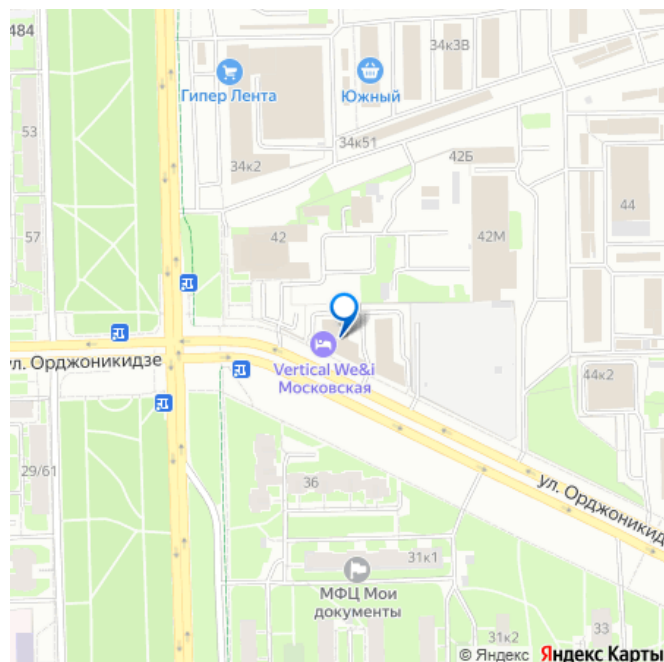 484
34к3В
Гипер Лента
Южный
53
34к51
34к2
42Б
44
57
42
42М
ул. Орджоникидзе
Vertical We&i
Московская
44к2
29/61
36
ул. Орджоникид
31к1
МФЦ Мои
документы
31к2
33
© Яндекс Яндекс Карты